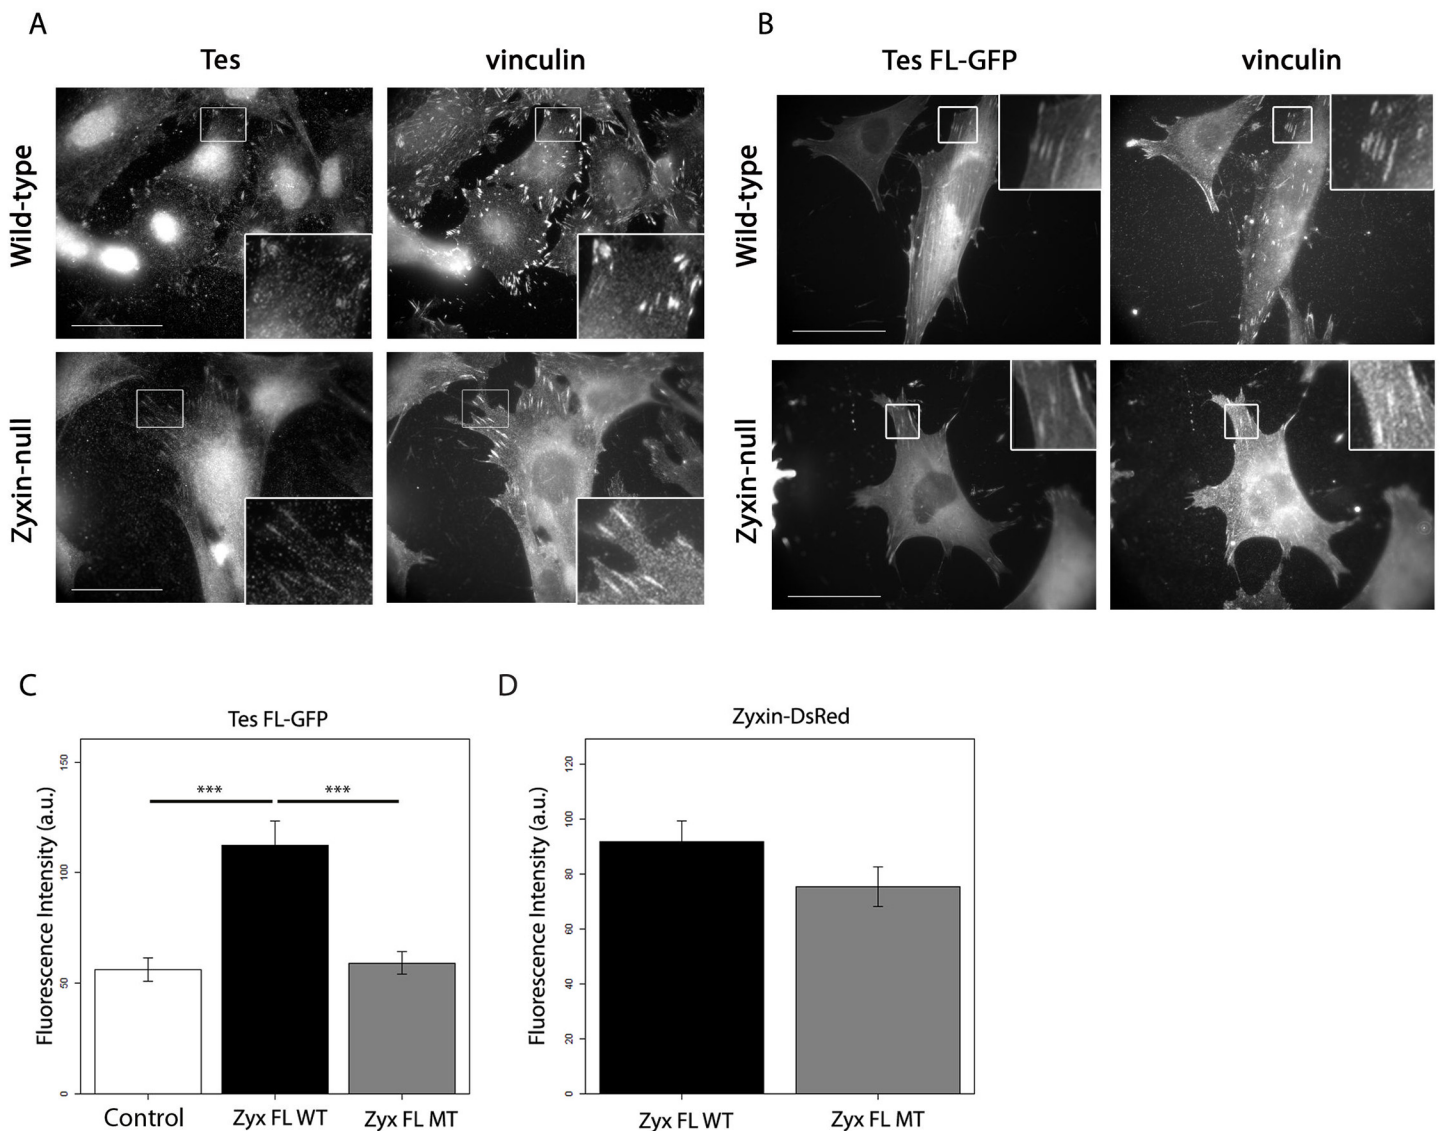 A
Tes
vinculin
Wild-type
Zyxin-null
B
Tes FL-GFP
vinculin
Wild-type
Zyxin-null
C
Tes FL-GFP
Fluorescence Intensity (a.u.)
150
100
50
0
***
***
Control
Zyx FL WT
Zyx FL MT
D
Zyxin-DsRed
Fluorescence Intensity (a.u.)
120
100
80
60
40
20
0
Zyx FL WT
Zyx FL MT